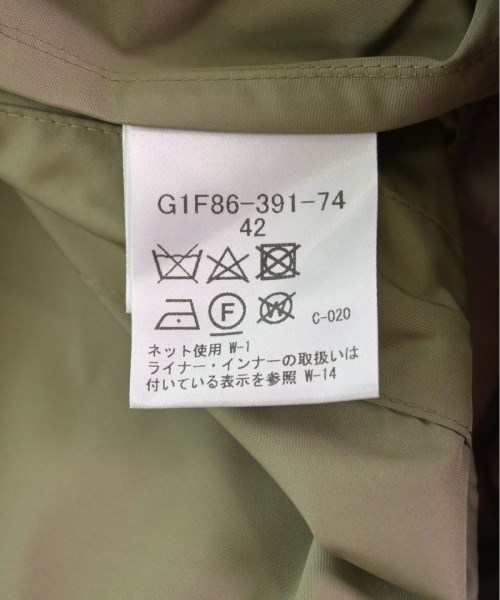 G1F86-391-74
42
F W C-020
ネット使用 W-1
ライナー・インナーの取扱いは
付いている表示を参照 W-14